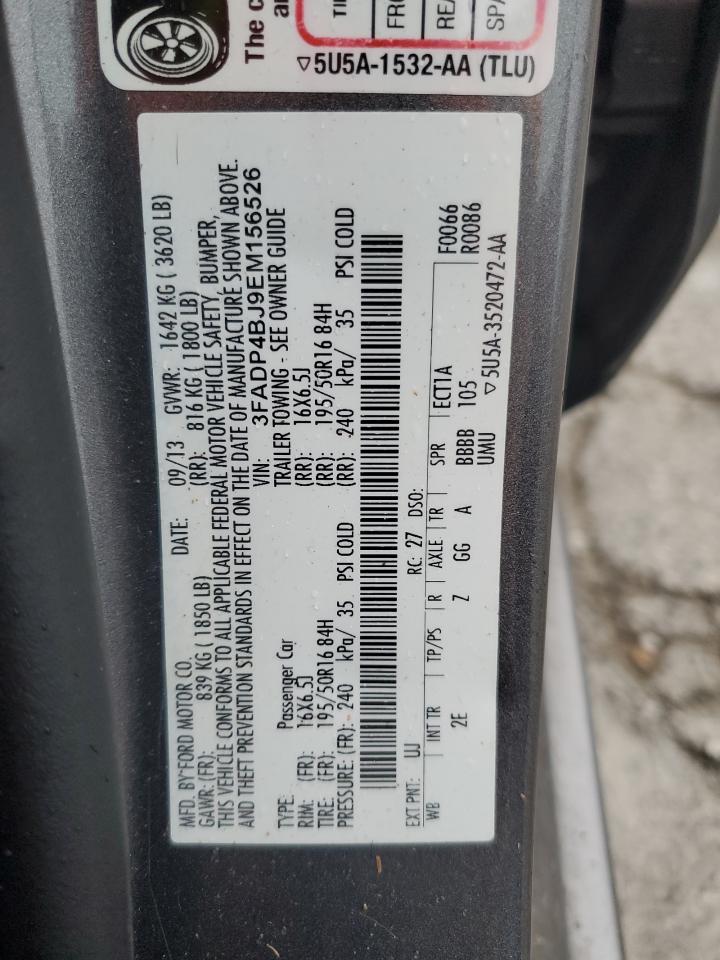 The c
an
TI
FRO
REA
SPA
▽5U5A-1532-AA (TLU)
MFD. BY FORD MOTOR CO.
DATE: 09/13 GVWR: 1642 KG ( 3620 LB)
GAWR: (FR): 839 KG ( 1850 LB) (RR): 816 KG ( 1800 LB)
THIS VEHICLE CONFORMS TO ALL APPLICABLE FEDERAL MOTOR VEHICLE SAFETY, BUMPER,
AND THEFT PREVENTION STANDARDS IN EFFECT ON THE DATE OF MANUFACTURE SHOWN ABOVE.
VIN: 3FADP4BJ9EM156526
TYPE: Passenger Car TRAILER TOWING - SEE OWNER GUIDE
RIM: (FR): 16X6.5J (RR): 16X6.5J
TIRE: (FR): 195/50R16 84H (RR): 195/50R16 84H
PRESSURE: (FR): 240 kPa/ 35 PSI COLD (RR): 240 kPa/ 35 PSI COLD
EXT PNT: UJ RC: 27 DSO: F0066
WB INT TR TP/PS R AXLE TR SPR ECT1A R0086
2E Z GG A BBBB 105
UMU ▽5U5A-3520472-AA